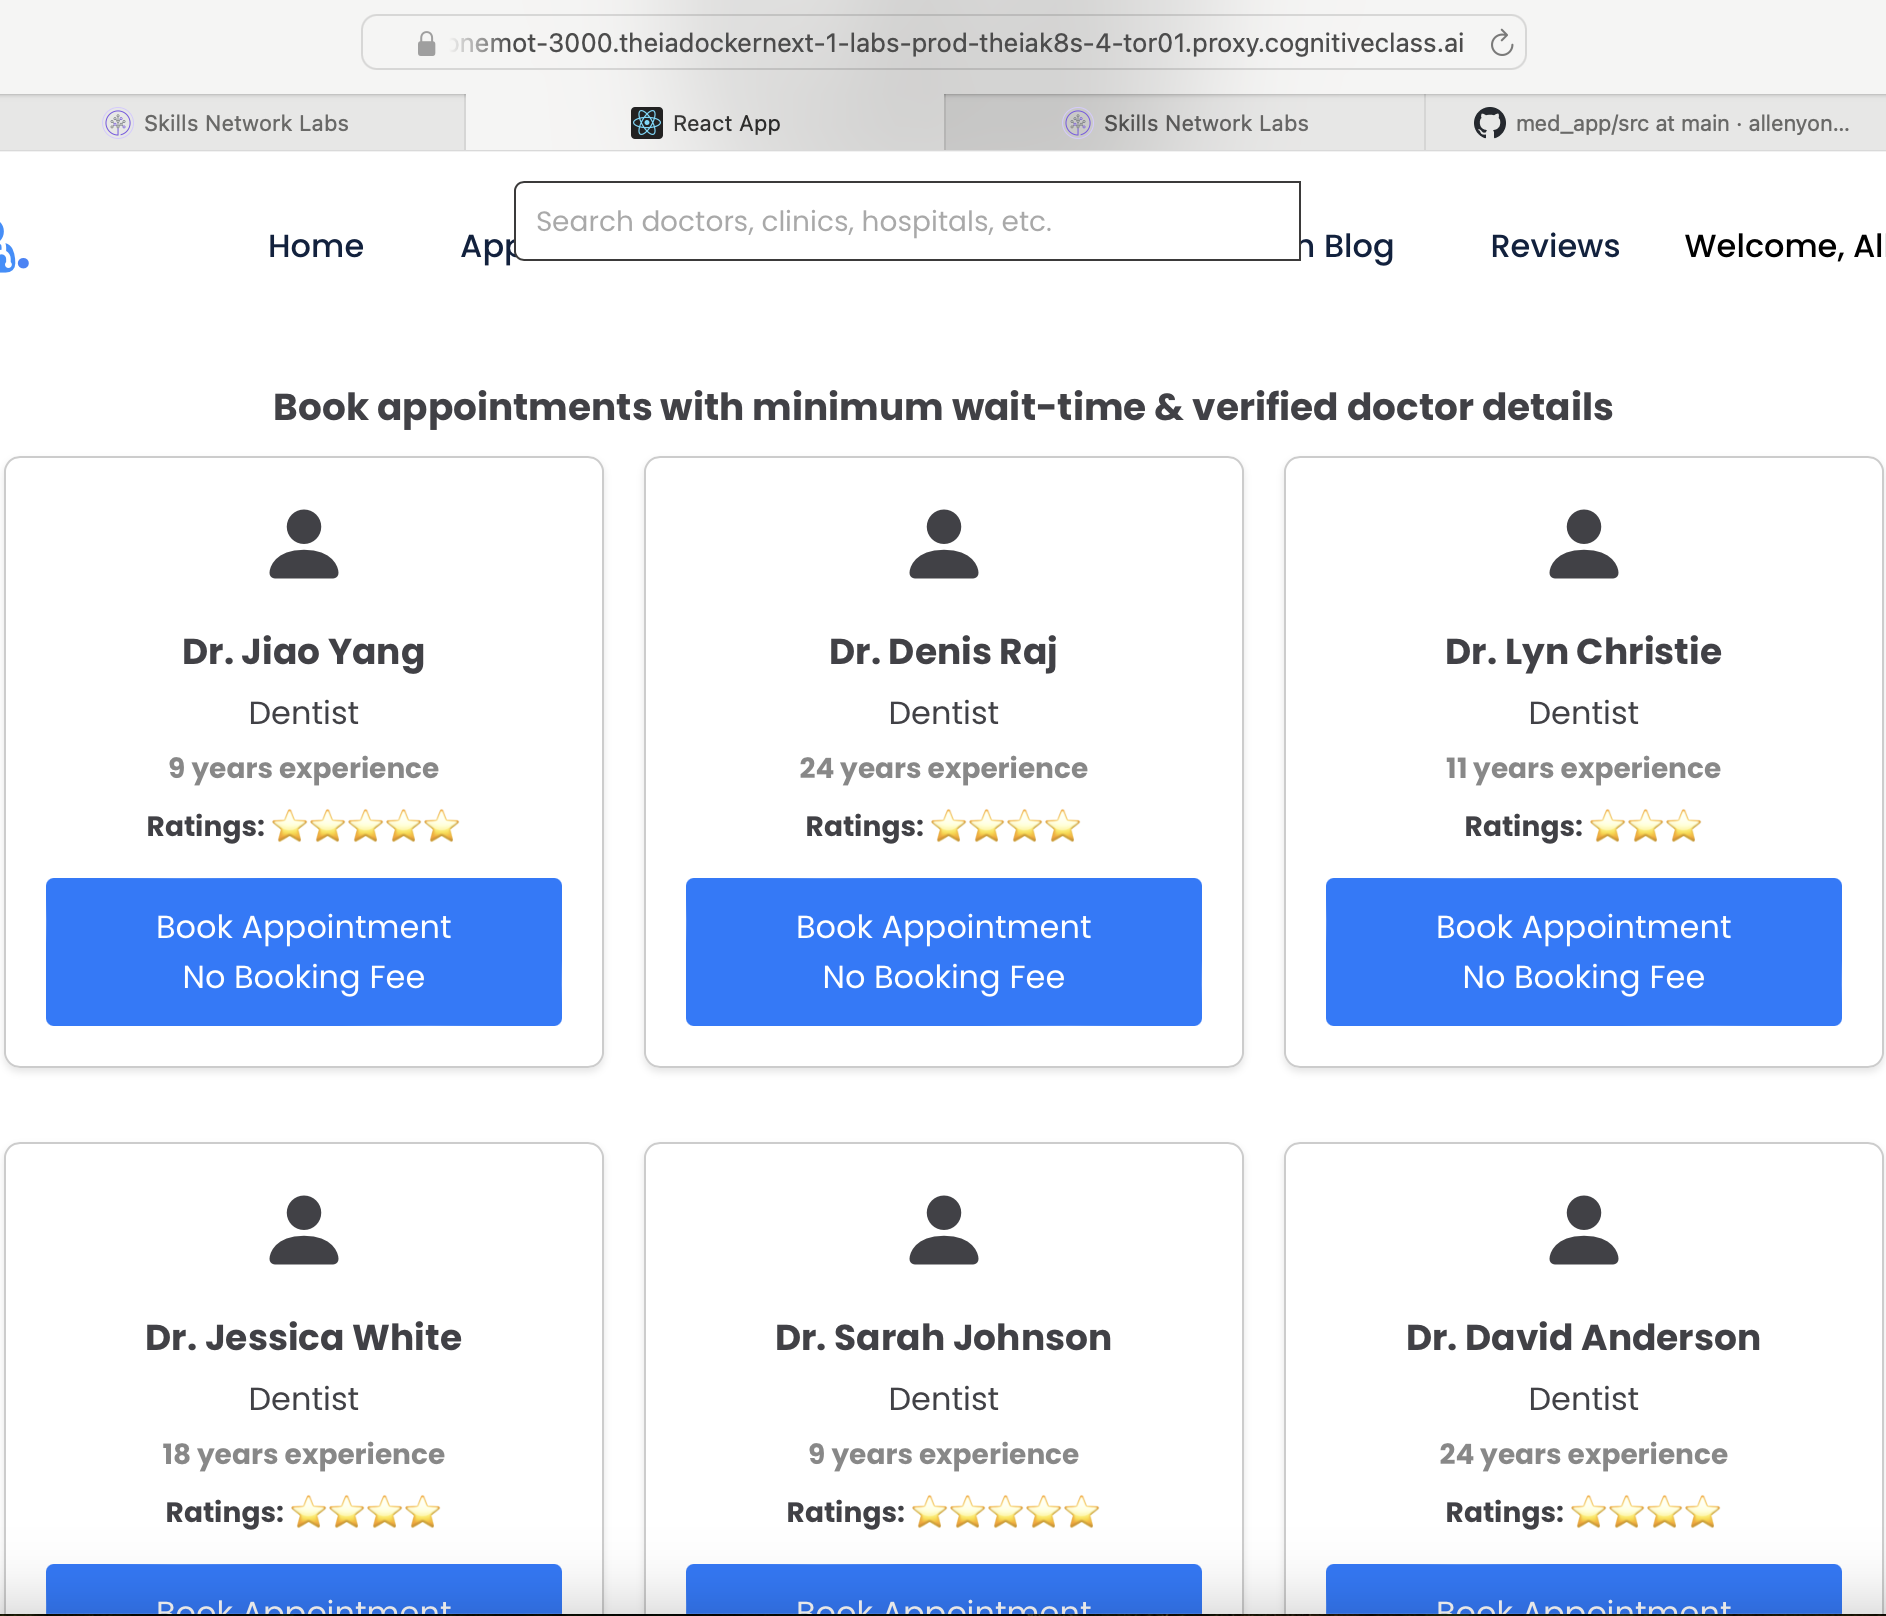 onemot-3000.theiadockernext-1-labs-prod-theiak8s-4-tor01.proxy.cognitiveclass.ai
Skills Network Labs
React App
Skills Network Labs
med_app/src at main · allenyon...
Search doctors, clinics, hospitals, etc.
Home
App
n Blog
Reviews
Welcome, Al
Book appointments with minimum wait-time & verified doctor details
Dr. Jiao Yang
Dentist
9 years experience
Ratings: ⭐⭐⭐⭐⭐
Book Appointment
No Booking Fee
Dr. Denis Raj
Dentist
24 years experience
Ratings: ⭐⭐⭐⭐
Book Appointment
No Booking Fee
Dr. Lyn Christie
Dentist
11 years experience
Ratings: ⭐⭐⭐
Book Appointment
No Booking Fee
Dr. Jessica White
Dentist
18 years experience
Ratings: ⭐⭐⭐⭐
Book Appointment
Dr. Sarah Johnson
Dentist
9 years experience
Ratings: ⭐⭐⭐⭐⭐
Book Appointment
Dr. David Anderson
Dentist
24 years experience
Ratings: ⭐⭐⭐⭐
Book Appointment